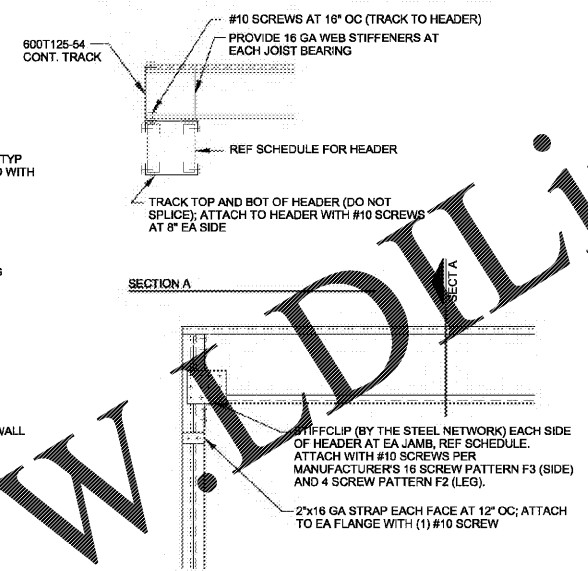 #10 SCREWS AT 16" OC (TRACK TO HEADER)
600T125-54
CONT. TRACK
PROVIDE 16 GA WEB STIFFENERS AT
EACH JOIST BEARING
TYP
WITH
REF SCHEDULE FOR HEADER
TRACK TOP AND BOT OF HEADER (DO NOT
SPLICE); ATTACH TO HEADER WITH #10 SCREWS
AT 8" EA SIDE
SECTION A
SECT A
WALL
STIFFCLIP (BY THE STEEL NETWORK) EACH SIDE
OF HEADER AT EA JAMB, REF SCHEDULE.
ATTACH WITH #10 SCREWS PER
MANUFACTURER'S 16 SCREW PATTERN F3 (SIDE)
AND 4 SCREW PATTERN F2 (LEG).
2"x16 GA STRAP EACH FACE AT 12" OC; ATTACH
TO EA FLANGE WITH (1) #10 SCREW